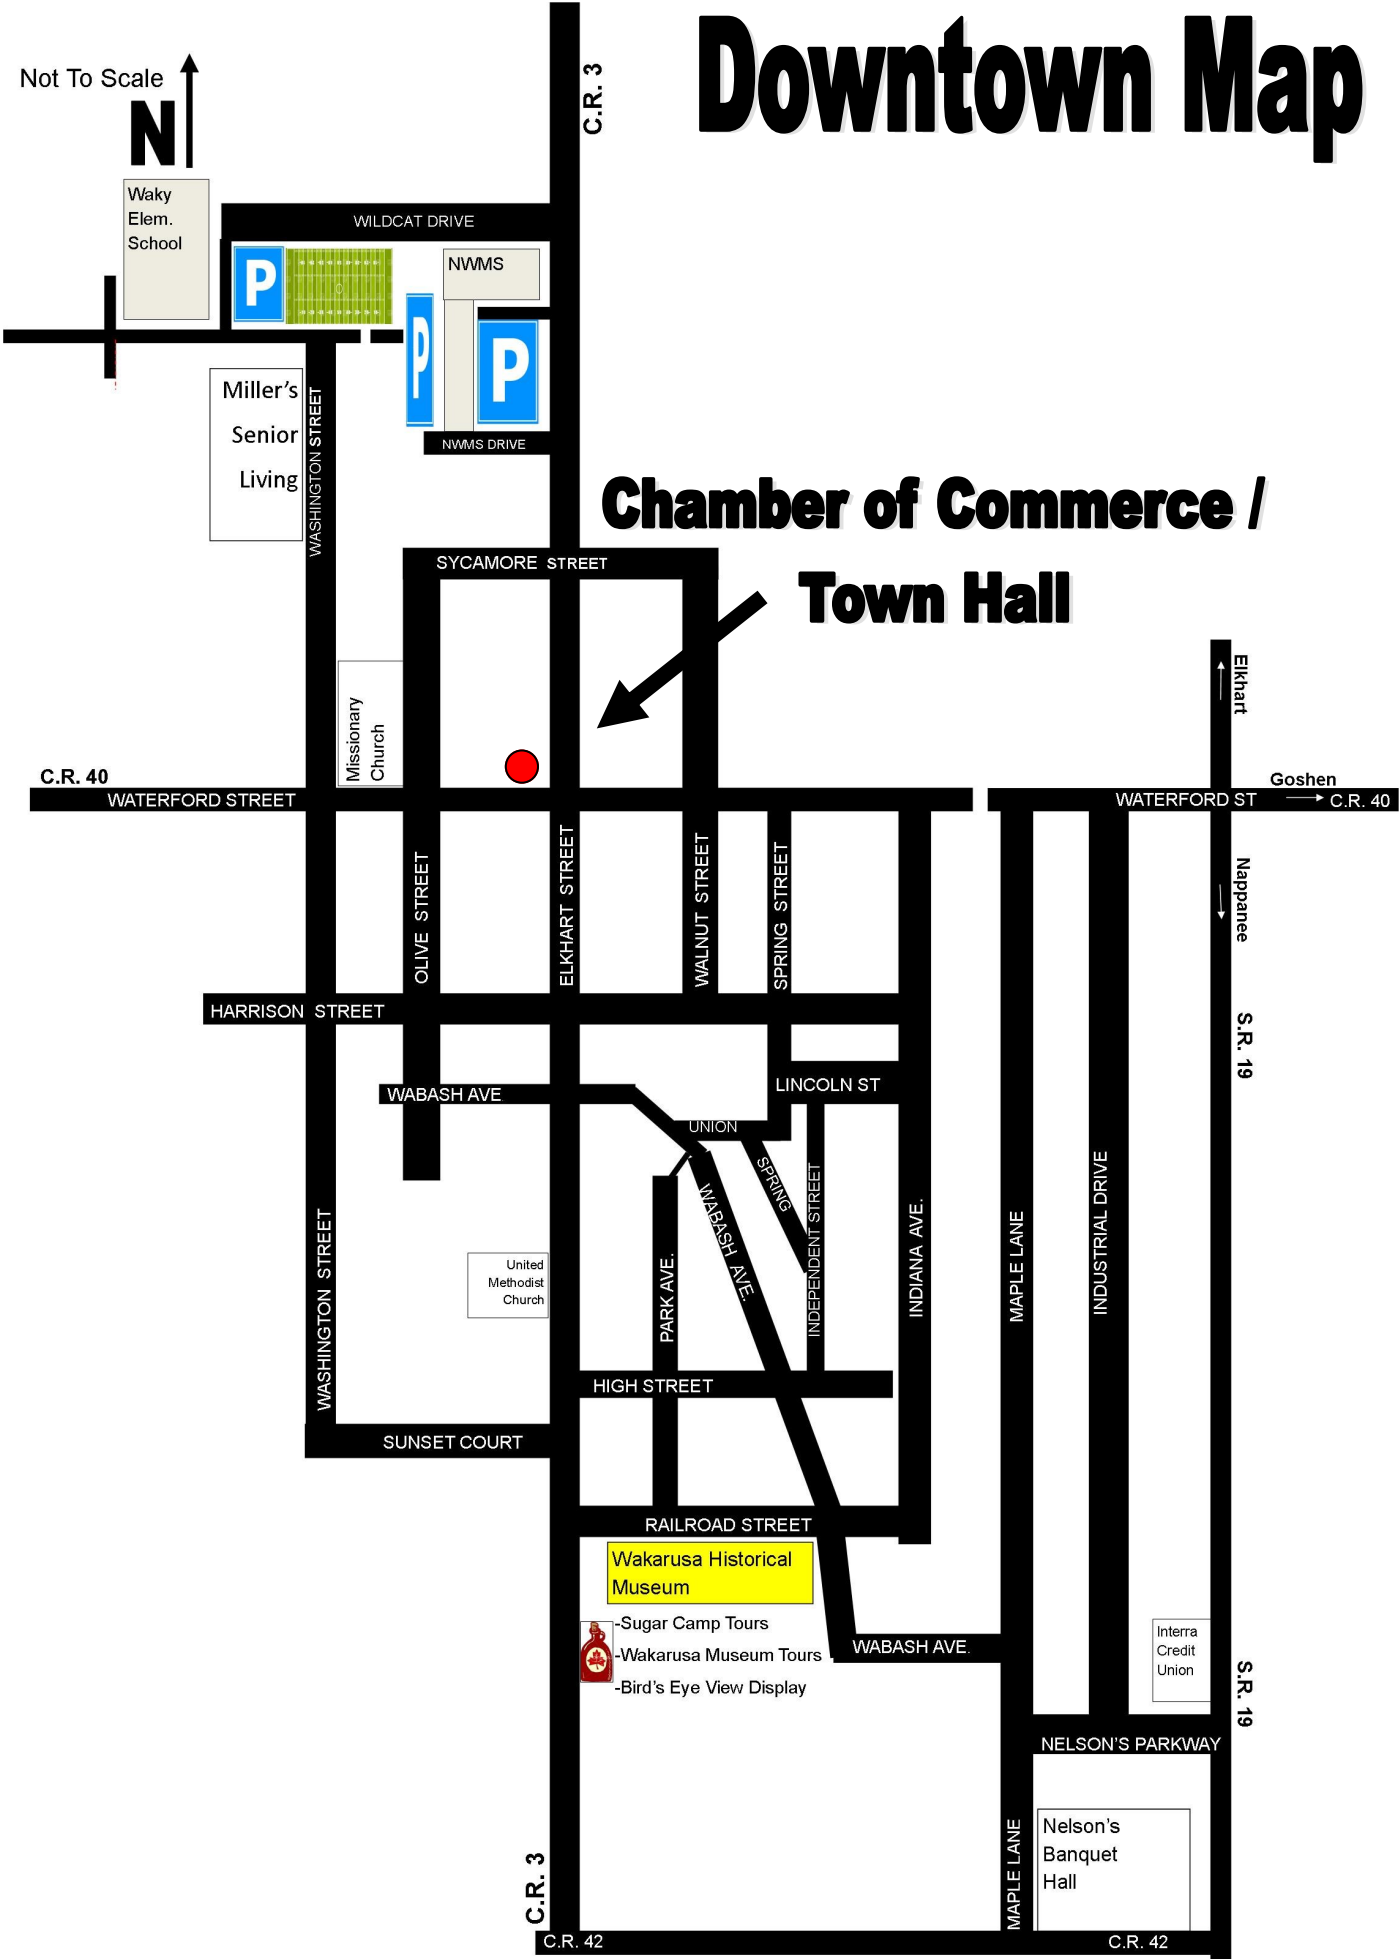 Downtown Map
Not To Scale
N
C.R. 3
Waky
Elem.
School
WILDCAT DRIVE
P
NWMS
P
P
NWMS DRIVE
Miller's
Senior
Living
WASHINGTON STREET
Chamber of Commerce /
Town Hall
SYCAMORE STREET
Missionary
Church
Elkhart
C.R. 40
WATERFORD STREET
Goshen
WATERFORD ST
C.R. 40
OLIVE STREET
ELKHART STREET
WALNUT STREET
SPRING STREET
Nappanee
HARRISON STREET
S.R. 19
LINCOLN ST
WABASH AVE
UNION
SPRING
WABASH AVE.
INDEPENDENT STREET
PARK AVE.
INDIANA AVE.
MAPLE LANE
INDUSTRIAL DRIVE
WASHINGTON STREET
United
Methodist
Church
HIGH STREET
SUNSET COURT
RAILROAD STREET
Wakarusa Historical
Museum
-Sugar Camp Tours
-Wakarusa Museum Tours
-Bird's Eye View Display
WABASH AVE.
Interra
Credit
Union
S.R. 19
NELSON'S PARKWAY
Nelson's
Banquet
Hall
MAPLE LANE
C.R. 3
C.R. 42
C.R. 42